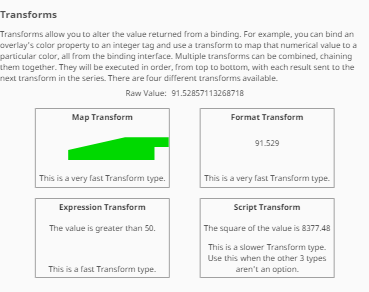 Transforms
Transforms allow you to alter the value returned from a binding. For example, you can bind an
overlay's color property to an integer tag and use a transform to map that numerical value to a
particular color, all from the binding interface. Multiple transforms can be combined, chaining
them together. They will be executed in order, from top to bottom, with each result sent to the
next transform in the series. There are four different transforms available.
Raw Value: 91.52857113268718
Map Transform
This is a very fast Transform type.
Format Transform
91.529
This is a very fast Transform type.
Expression Transform
The value is greater than 50.
This is a fast Transform type.
Script Transform
The square of the value is 8377.48
This is a slower Transform type.
Use this when the other 3 types
aren't an option.